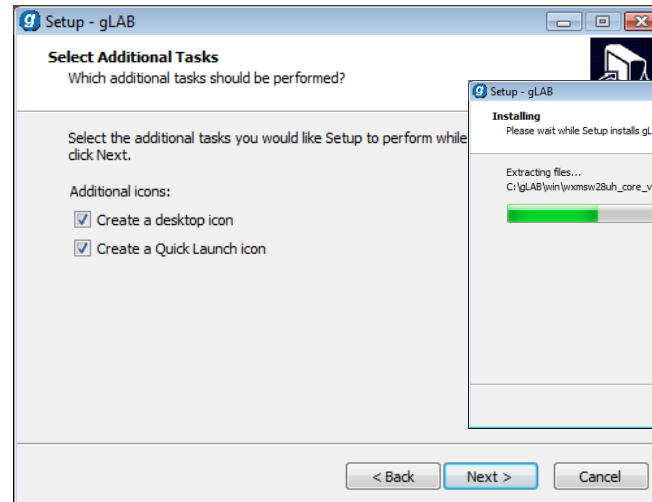 Setup - gLAB
Select Additional Tasks
Which additional tasks should be performed?
Select the additional tasks you would like Setup to perform while
click Next.
Additional icons:
Create a desktop icon
Create a Quick Launch icon
< Back
Next >
Cancel
Setup - gLAB
Installing
Please wait while Setup installs gL
Extracting files...
C:\gLAB\win\wxmsw28uh_core_v